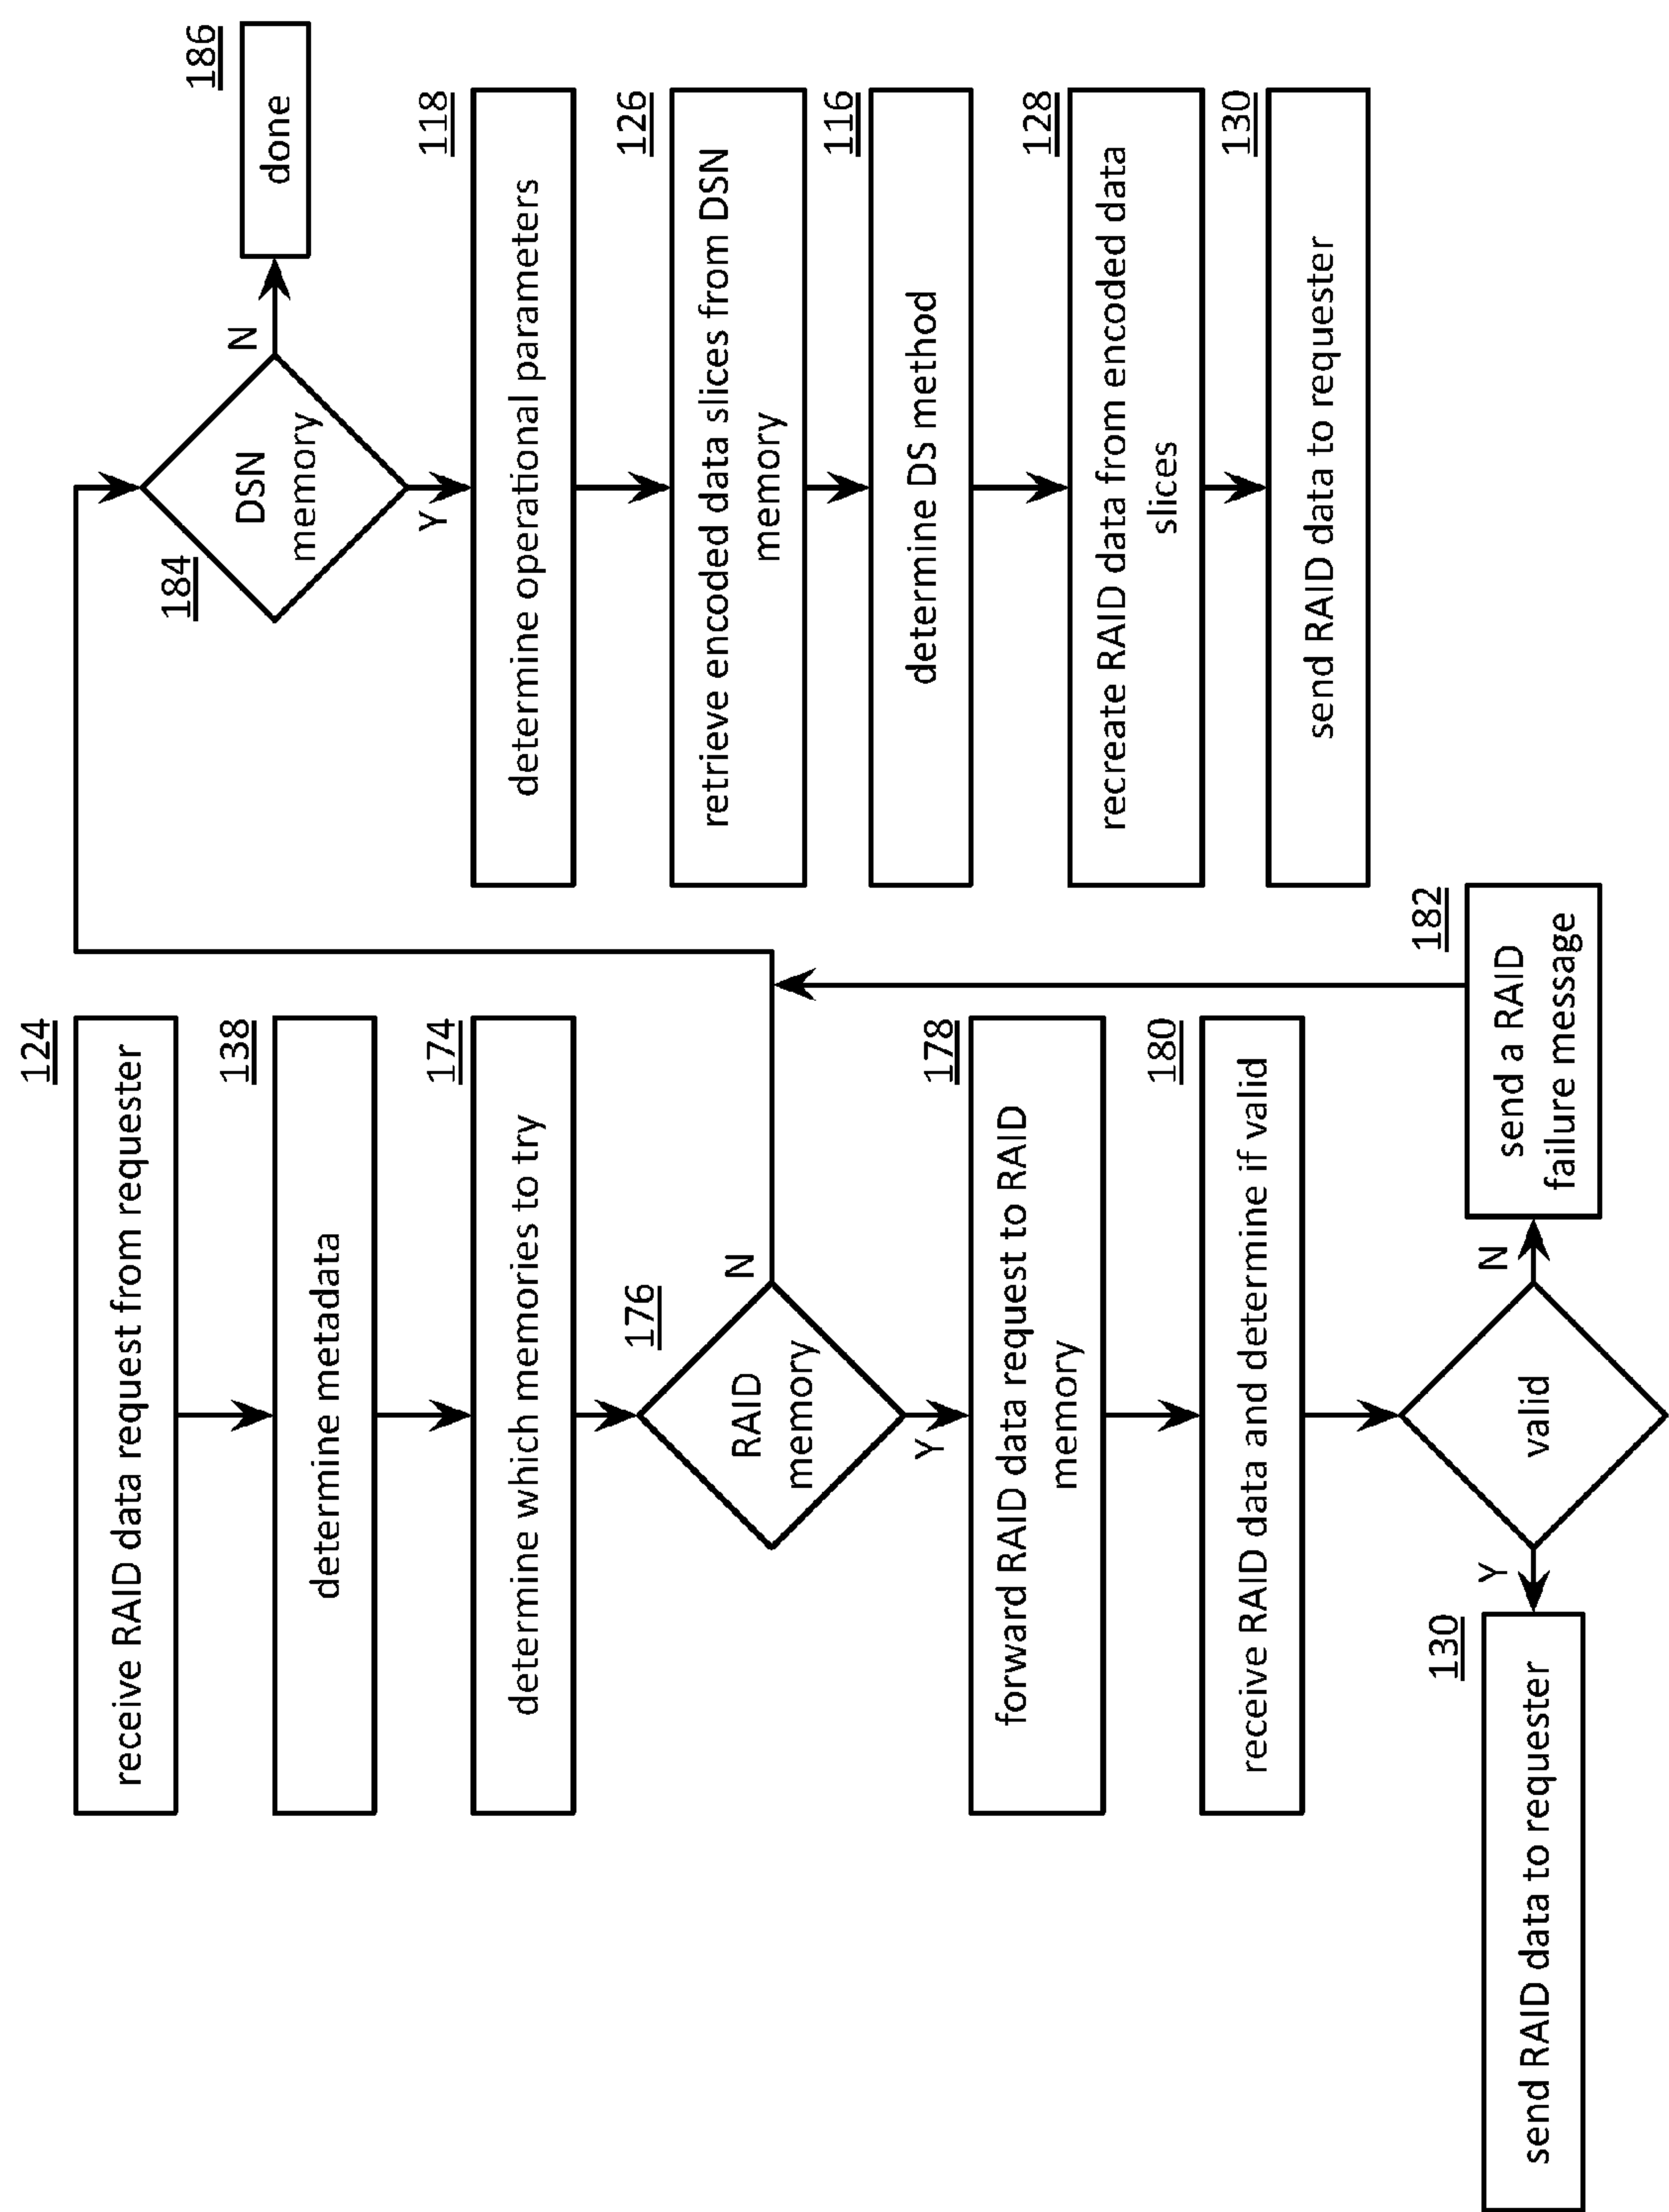 124
receive RAID data request from requester
138
determine metadata
174
determine which memories to try
176
RAID
memory
N
Y
178
forward RAID data request to RAID
memory
180
receive RAID data and determine if valid
valid
Y
N
130
send RAID data to requester
182
send a RAID
failure message
184
DSN
memory
N
Y
186
done
118
determine operational parameters
126
retrieve encoded data slices from DSN
memory
116
determine DS method
128
recreate RAID data from encoded data
slices
130
send RAID data to requester